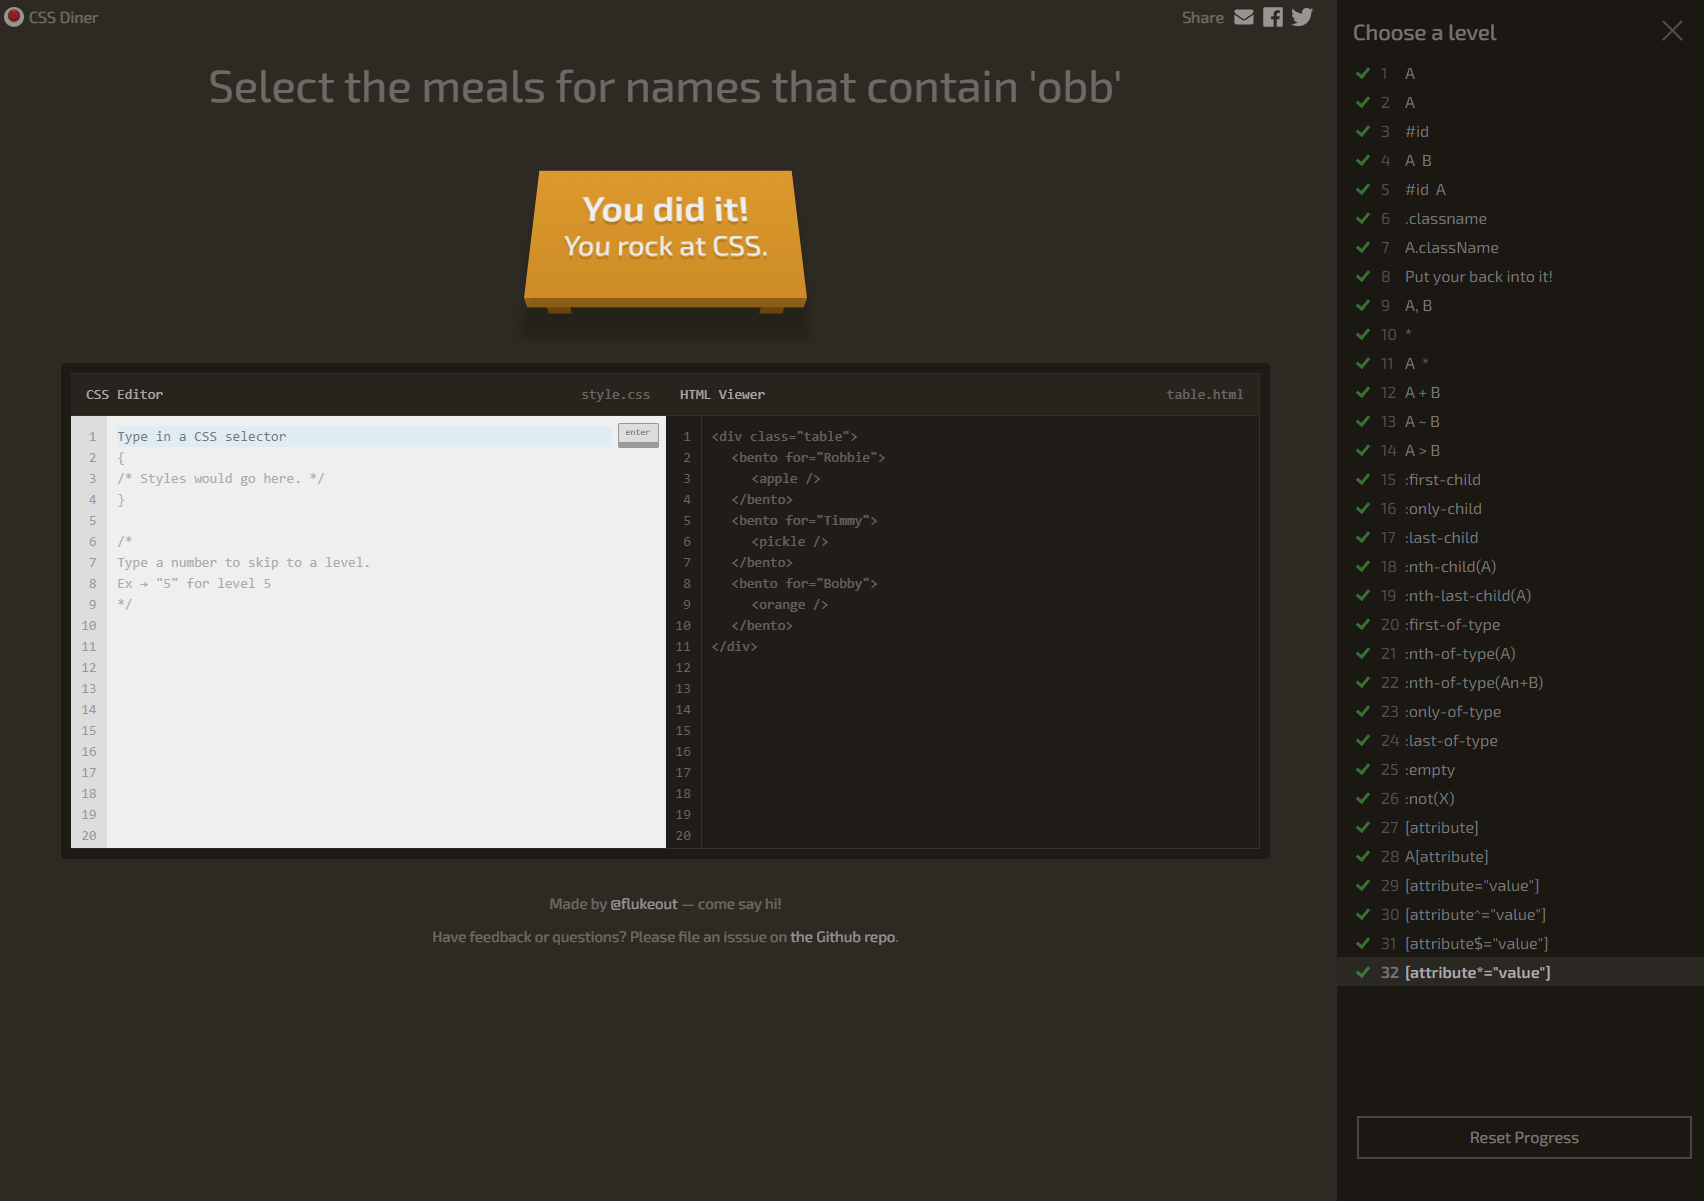 CSS Diner
Share
Select the meals for names that contain 'obb'
You did it!
You rock at CSS.
CSS Editor style.css
1 Type in a CSS selector enter
2 {
3 /* Styles would go here. */
4 }
5
6 /*
7 Type a number to skip to a level.
8 Ex → "5" for level 5
9 */
10
11
12
13
14
15
16
17
18
19
20
HTML Viewer table.html
1 <div class="table">
2 <bento for="Robbie">
3 <apple />
4 </bento>
5 <bento for="Timmy">
6 <pickle />
7 </bento>
8 <bento for="Bobby">
9 <orange />
10 </bento>
11 </div>
12
13
14
15
16
17
18
19
20
Made by @flukeout — come say hi!
Have feedback or questions? Please file an isssue on the Github repo.
Choose a level
1 A
2 A
3 #id
4 A B
5 #id A
6 .classname
7 A.className
8 Put your back into it!
9 A, B
10 *
11 A *
12 A + B
13 A ~ B
14 A > B
15 :first-child
16 :only-child
17 :last-child
18 :nth-child(A)
19 :nth-last-child(A)
20 :first-of-type
21 :nth-of-type(A)
22 :nth-of-type(An+B)
23 :only-of-type
24 :last-of-type
25 :empty
26 :not(X)
27 [attribute]
28 A[attribute]
29 [attribute="value"]
30 [attribute^="value"]
31 [attribute$="value"]
32 [attribute*="value"]
Reset Progress